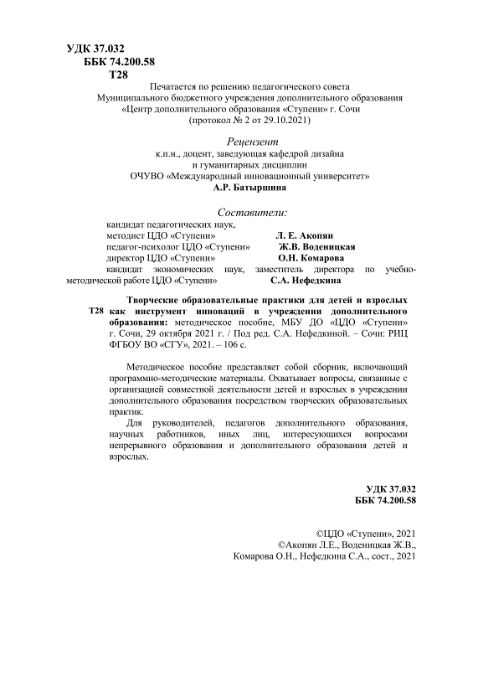 УДК 37.032
ББК 74.200.58
Т28
Печатается по решению педагогического совета
Муниципального бюджетного учреждения дополнительного образования
«Центр дополнительного образования «Ступени» г. Сочи
(протокол № 2 от 29.10.2021)
Рецензент
к.п.н., доцент, заведующая кафедрой дизайна
и гуманитарных дисциплин
ОЧУВО «Международный инновационный университет»
А.Р. Батыршина
Составители:
кандидат педагогических наук,
методист ЦДО «Ступени» Л. Е. Акопян
педагог-психолог ЦДО «Ступени» Ж.В. Воденицкая
директор ЦДО «Ступени» О.Н. Комарова
кандидат экономических наук, заместитель директора по учебно-
методической работе ЦДО «Ступени» С.А. Нефедкина
Творческие образовательные практики для детей и взрослых
Т28 как инструмент инноваций в учреждении дополнительного
образования: методическое пособие, МБУ ДО «ЦДО «Ступени»
г. Сочи, 29 октября 2021 г. / Под ред. С.А. Нефедкиной. – Сочи: РИЦ
ФГБОУ ВО «СГУ», 2021. – 106 с.
Методическое пособие представляет собой сборник, включающий
программно-методические материалы. Охватывает вопросы, связанные с
организацией совместной деятельности детей и взрослых в учреждении
дополнительного образования посредством творческих образовательных
практик.
Для руководителей, педагогов дополнительного образования,
научных работников, иных лиц, интересующихся вопросами
непрерывного образования и дополнительного образования детей и
взрослых.
УДК 37.032
ББК 74.200.58
©ЦДО «Ступени», 2021
©Акопян Л.Е., Воденицкая Ж.В.,
Комарова О.Н., Нефедкина С.А., сост., 2021